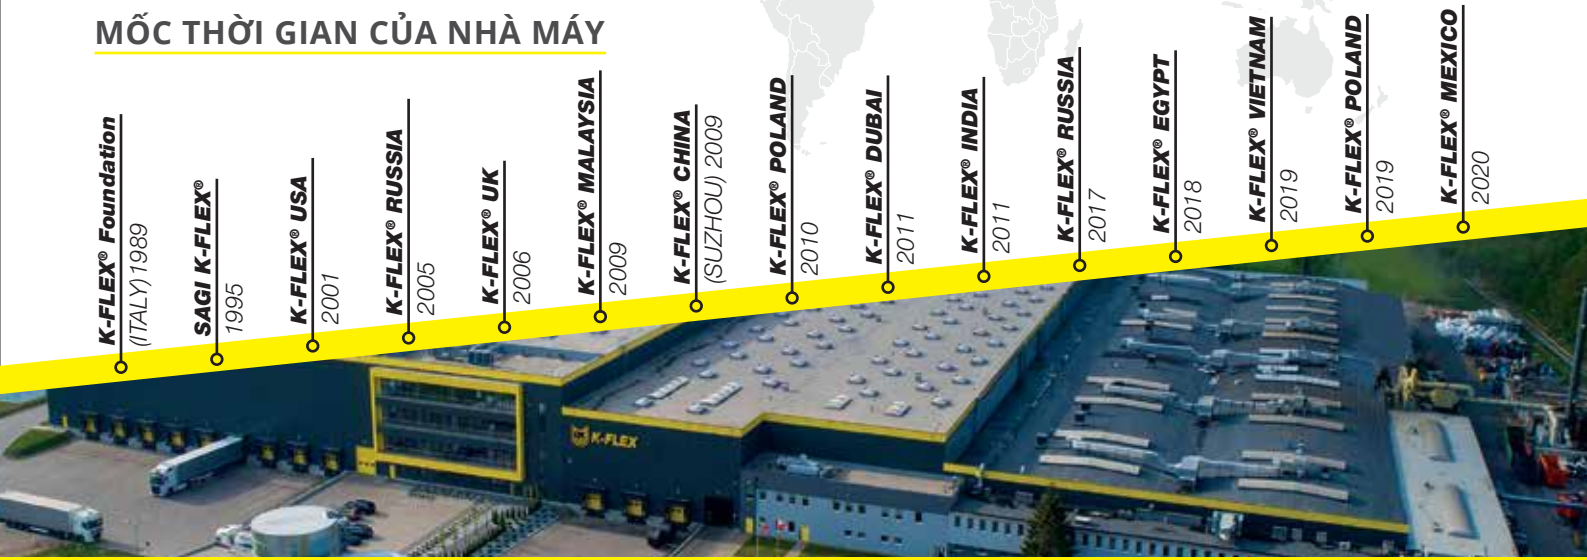 MỐC THỜI GIAN CỦA NHÀ MÁY
K-FLEX® Foundation
(ITALY) 1989
SAGI K-FLEX®
1995
K-FLEX® USA
2001
K-FLEX® RUSSIA
2005
K-FLEX® UK
2006
K-FLEX® MALAYSIA
2009
K-FLEX® CHINA
(SUZHOU) 2009
K-FLEX® POLAND
2010
K-FLEX® DUBAI
2011
K-FLEX® INDIA
2011
K-FLEX® RUSSIA
2017
K-FLEX® EGYPT
2018
K-FLEX® VIETNAM
2019
K-FLEX® POLAND
2019
K-FLEX® MEXICO
2020
K-FLEX